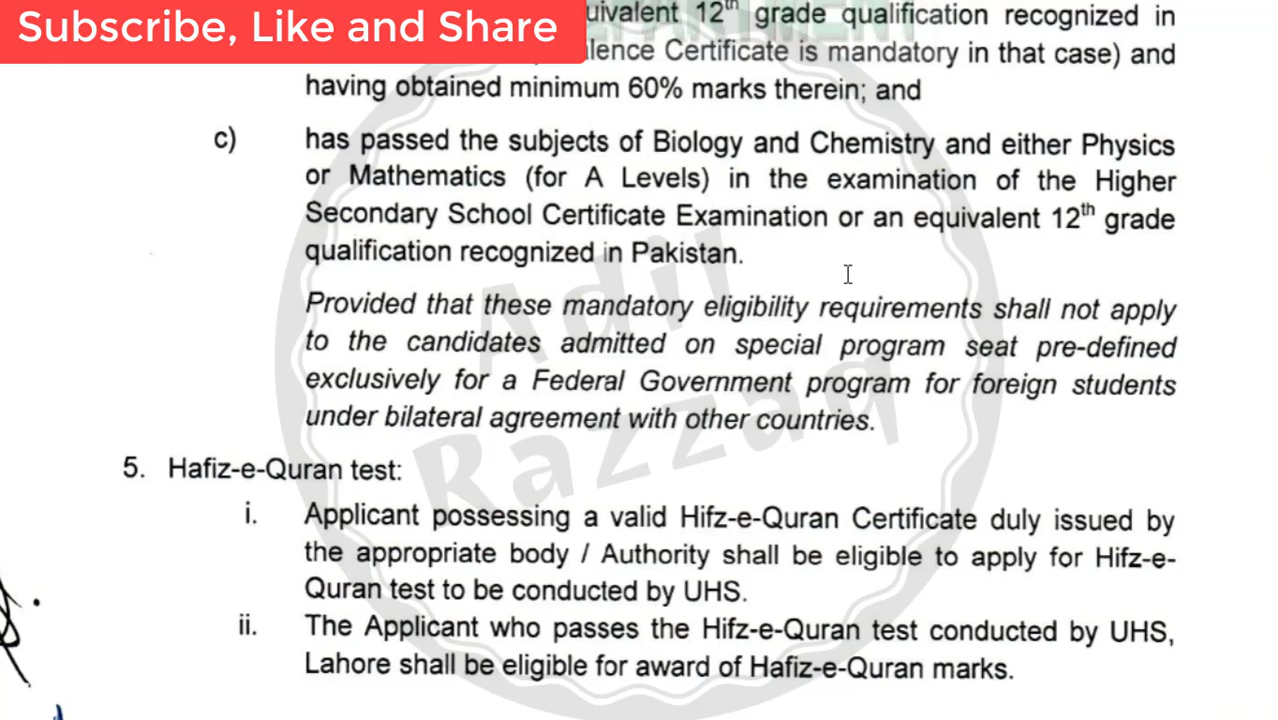 Subscribe, Like and Share
uivalent 12th grade qualification recognized in
lence Certificate is mandatory in that case) and
having obtained minimum 60% marks therein; and
c) has passed the subjects of Biology and Chemistry and either Physics
or Mathematics (for A Levels) in the examination of the Higher
Secondary School Certificate Examination or an equivalent 12th grade
qualification recognized in Pakistan.
Provided that these mandatory eligibility requirements shall not apply
to the candidates admitted on special program seat pre-defined
exclusively for a Federal Government program for foreign students
under bilateral agreement with other countries.
5. Hafiz-e-Quran test:
i. Applicant possessing a valid Hifz-e-Quran Certificate duly issued by
the appropriate body / Authority shall be eligible to apply for Hifz-e-
Quran test to be conducted by UHS.
ii. The Applicant who passes the Hifz-e-Quran test conducted by UHS,
Lahore shall be eligible for award of Hafiz-e-Quran marks.
Adil
Razzaq